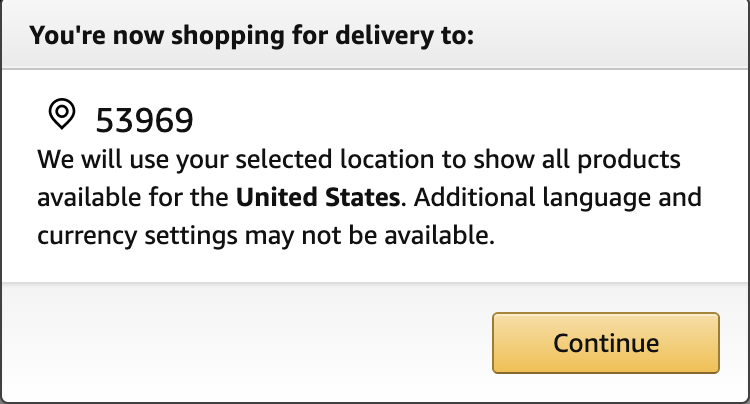 You're now shopping for delivery to:
53969
We will use your selected location to show all products
available for the United States. Additional language and
currency settings may not be available.
Continue